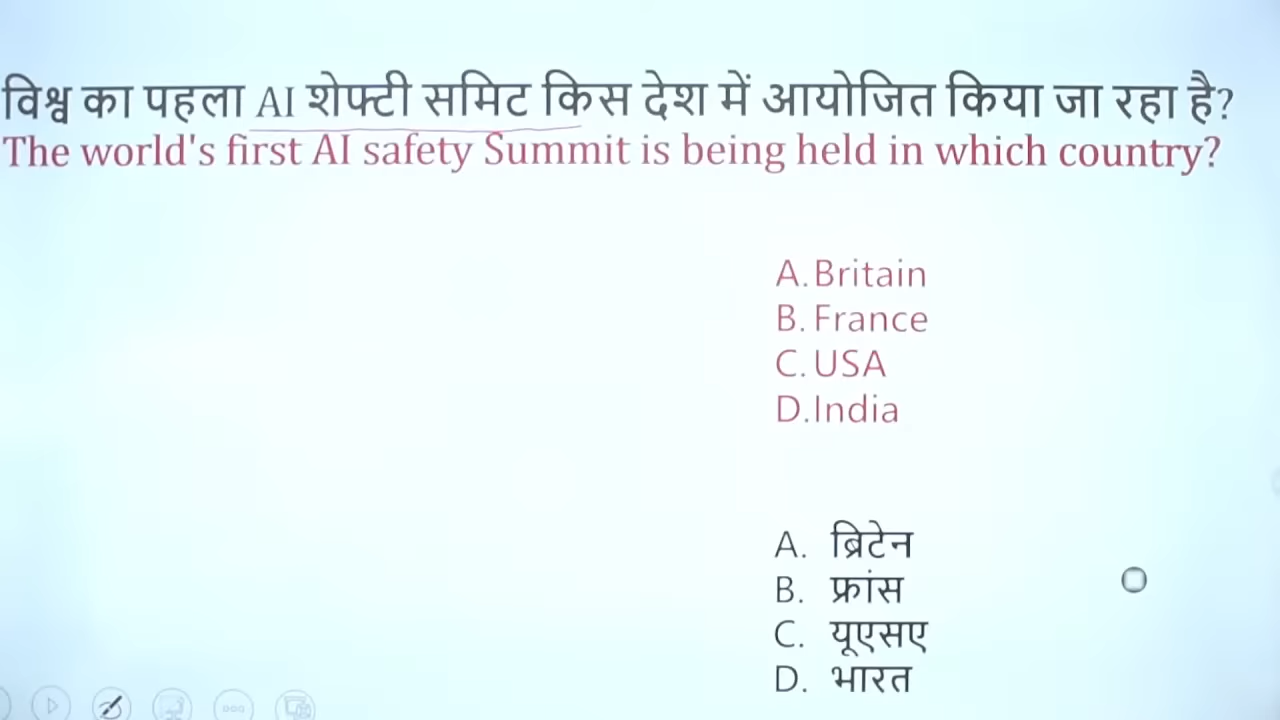 विश्व का पहला AI शेफ्टी समिट किस देश में आयोजित किया जा रहा है?
The world's first AI safety Summit is being held in which country?
A. Britain
B. France
C. USA
D. India
A. ब्रिटेन
B. फ्रांस
C. यूएसए
D. भारत